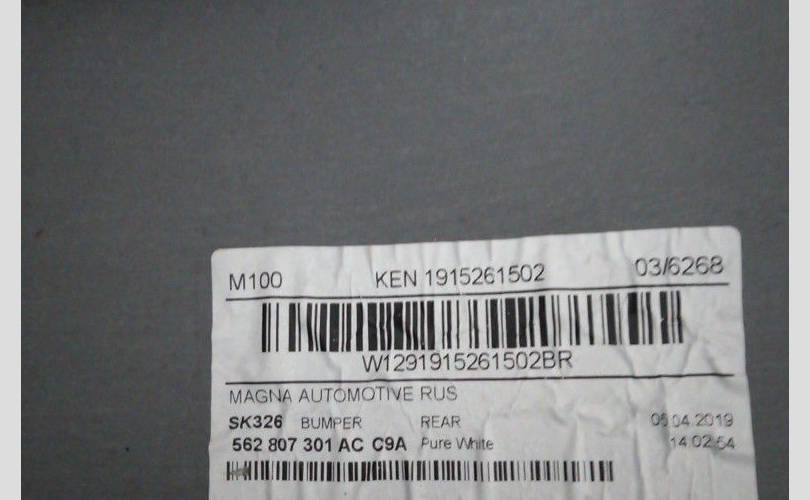 M100 KEN 1915261502 03/6268
W1291915261502BR
MAGNA AUTOMOTIVE RUS
SK326 BUMPER REAR 05.04.2019
562 807 301 AC C9A Pure White 14:02:54